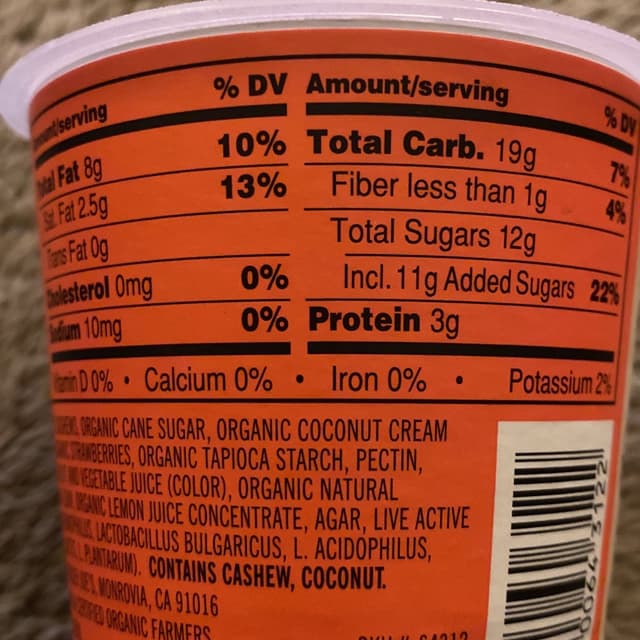 % DV Amount/serving % DV
Fat 8g 10% Total Carb. 19g 7%
Fat 2.5g 13% Fiber less than 1g 4%
Trans Fat 0g Total Sugars 12g
Cholesterol 0mg 0% Incl. 11g Added Sugars 22%
10mg 0% Protein 3g
D 0% • Calcium 0% • Iron 0% • Potassium 2%
ORGANIC CANE SUGAR, ORGANIC COCONUT CREAM
STRAWBERRIES, ORGANIC TAPIOCA STARCH, PECTIN,
VEGETABLE JUICE (COLOR), ORGANIC NATURAL
ORGANIC LEMON JUICE CONCENTRATE, AGAR, LIVE ACTIVE
LACTOBACILLUS BULGARICUS, L. ACIDOPHILUS,
PLANTARUM). CONTAINS CASHEW, COCONUT.
MONROVIA, CA 91016
ORGANIC FARMERS